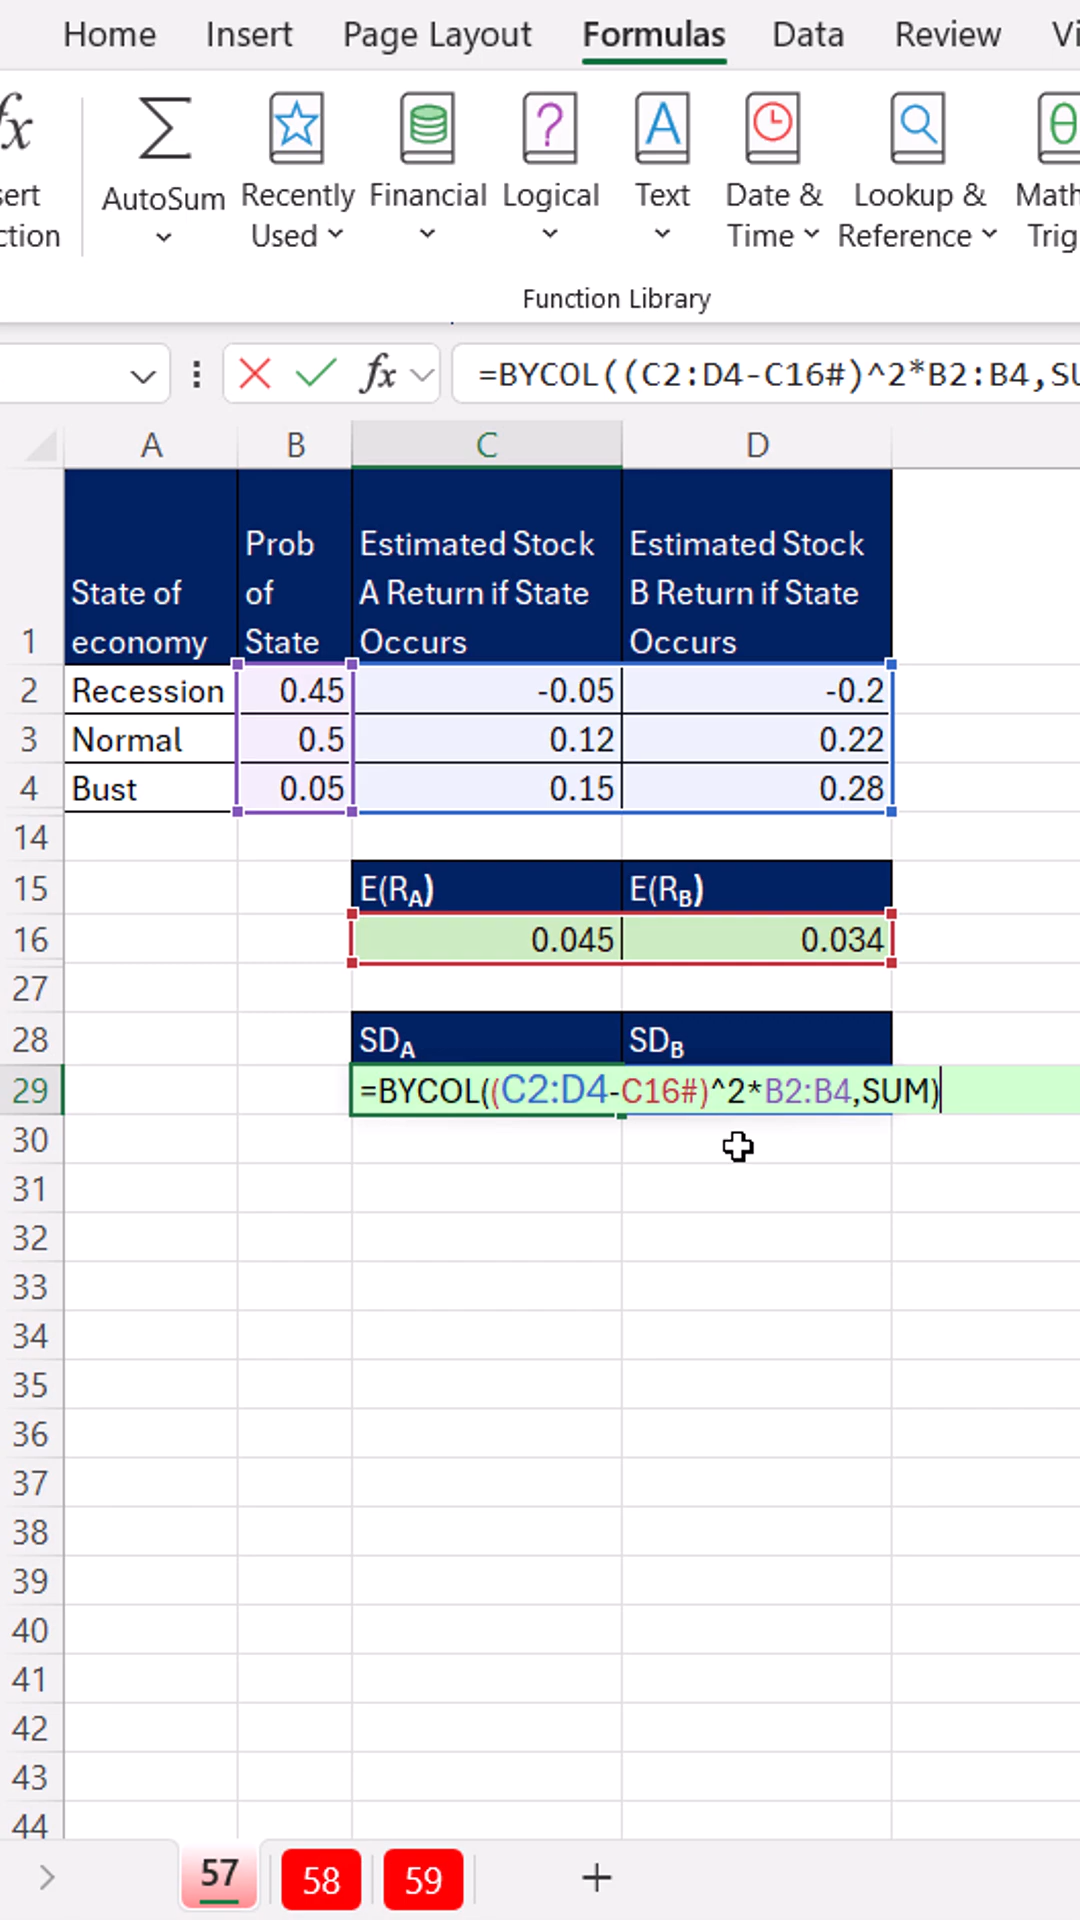 Home Insert Page Layout Formulas Data Review Vi
fx Σ ? A θ
sert AutoSum Recently Financial Logical Text Date & Lookup & Math
ction Used Time Reference Trig
Function Library
fx =BYCOL((C2:D4-C16#)^2*B2:B4,SU
A B C D
1 State of economy Prob of State Estimated Stock A Return if State Occurs Estimated Stock B Return if State Occurs
2 Recession 0.45 -0.05 -0.2
3 Normal 0.5 0.12 0.22
4 Bust 0.05 0.15 0.28
14
15 E(RA) E(RB)
16 0.045 0.034
27
28 SDA SDB
29 =BYCOL((C2:D4-C16#)^2*B2:B4,SUM)
30
31
32
33
34
35
36
37
38
39
40
41
42
43
44
57 58 59 +